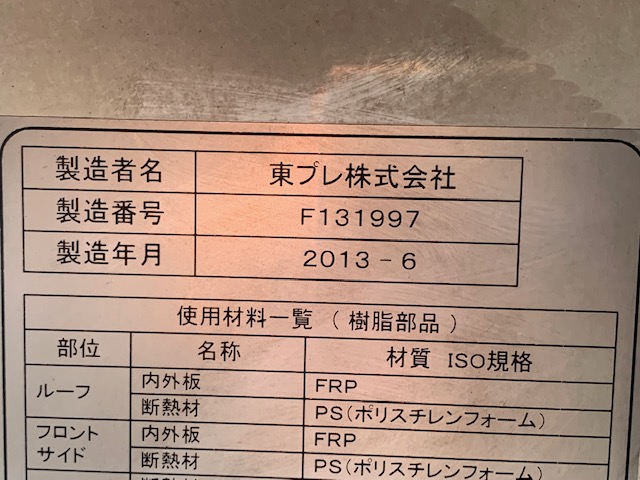 製造者名 東プレ株式会社
製造番号 F131997
製造年月 2013-6
使用材料一覧 (樹脂部品)
部位 名称 材質 ISO規格
ルーフ 内外板 FRP
断熱材 PS(ポリスチレンフォーム)
フロントサイド 内外板 FRP
断熱材 PS(ポリスチレンフォーム)